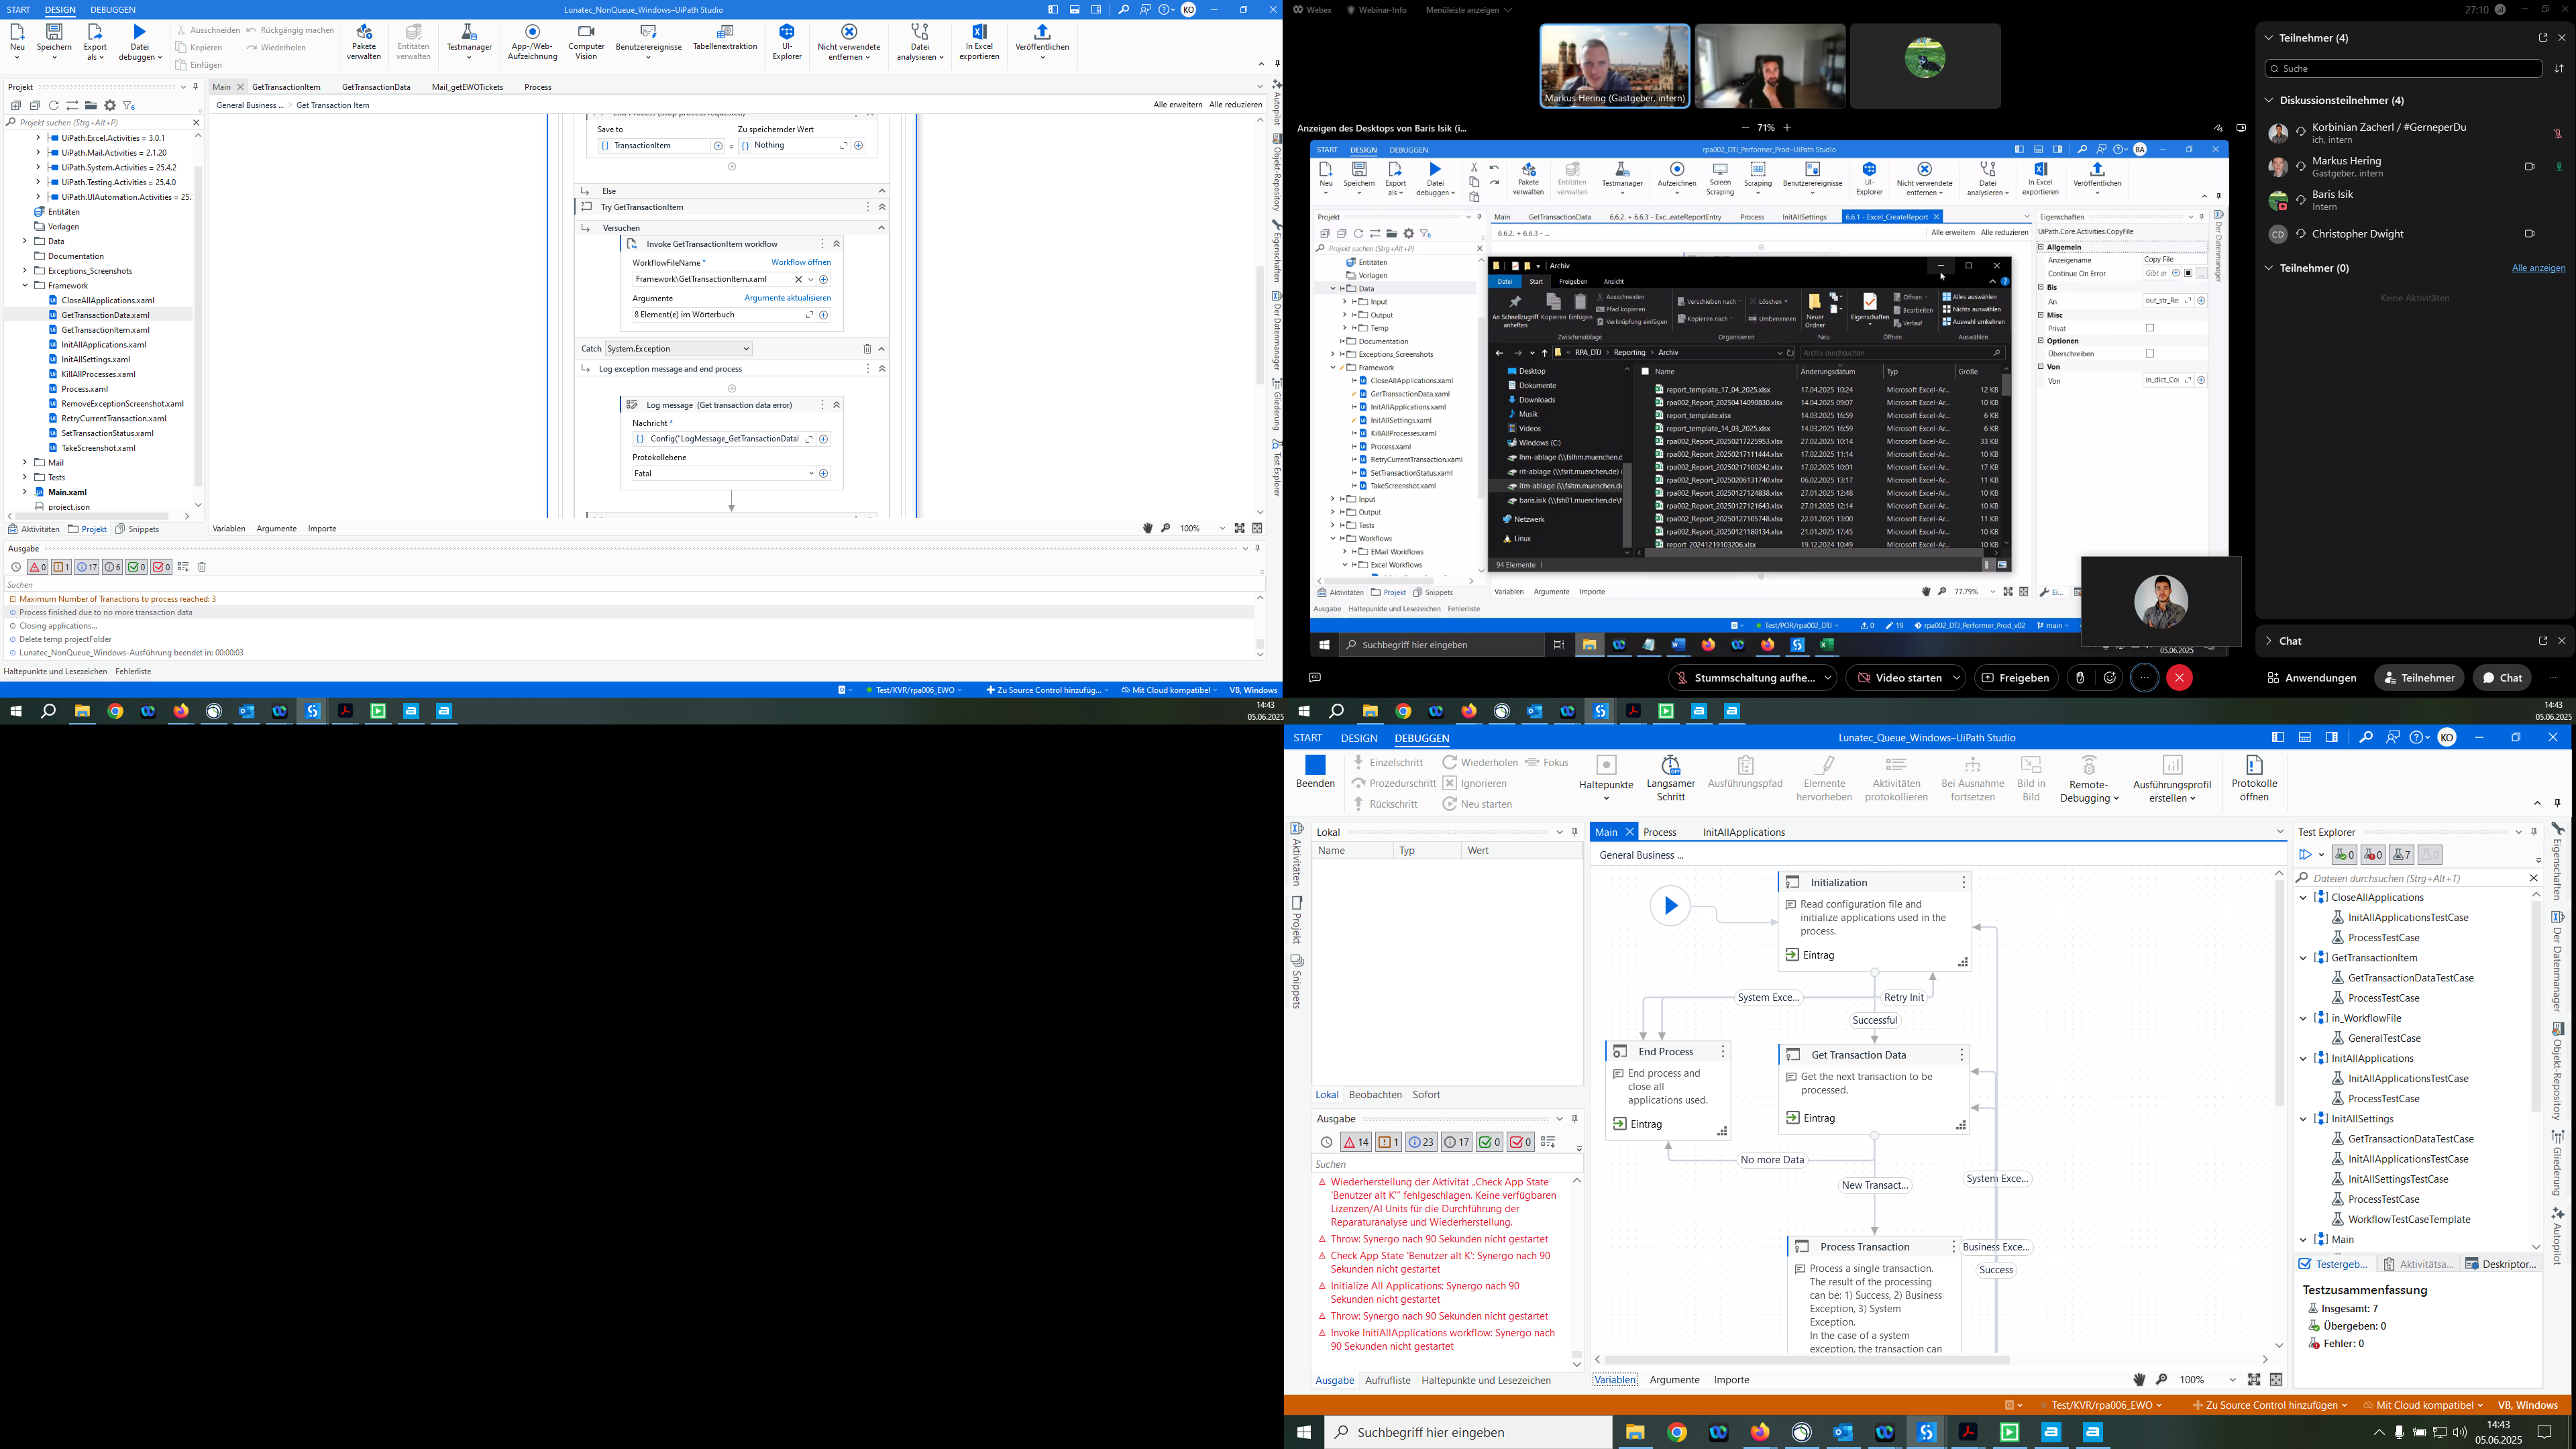 START DESIGN DEBUGGEN
Lunatec_NonQueue_Windows–UiPath Studio
KO
Neu
Speichern
Export als
Datei debuggen
Ausschneiden
Kopieren
Einfügen
Rückgängig machen
Wiederholen
Pakete verwalten
Entitäten verwalten
Testmanager
App-/Web-Aufzeichnung
Computer Vision
Benutzerereignisse
Tabellenextraktion
UI-Explorer
Nicht verwendete entfernen
Datei analysieren
In Excel exportieren
Veröffentlichen
Projekt
Projekt suchen (Strg+Alt+P)
UiPath.Excel.Activities = 3.0.1
UiPath.Mail.Activities = 2.1.20
UiPath.System.Activities = 25.4.2
UiPath.Testing.Activities = 25.4.0
UiPath.UIAutomation.Activities = 25.
Entitäten
Vorlagen
Data
Documentation
Exceptions_Screenshots
Framework
CloseAllApplications.xaml
GetTransactionData.xaml
GetTransactionItem.xaml
InitAllApplications.xaml
InitAllSettings.xaml
KillAllProcesses.xaml
Process.xaml
RemoveExceptionScreenshot.xaml
RetryCurrentTransaction.xaml
SetTransactionStatus.xaml
TakeScreenshot.xaml
Mail
Tests
Main.xaml
project.json
Aktivitäten Projekt Snippets
Main GetTransactionItem GetTransactionData Mail_getEWOTickets Process
General Business ... > Get Transaction Item
Alle erweitern Alle reduzieren
Save to Zu speichernder Wert
TransactionItem = Nothing
Else
Try GetTransactionItem
Versuchen
Invoke GetTransactionItem workflow
WorkflowFileName * Workflow öffnen
Framework\GetTransactionItem.xaml
Argumente Argumente aktualisieren
8 Element(e) im Wörterbuch
Catch System.Exception
Log exception message and end process
Log message (Get transaction data error)
Nachricht *
Config("LogMessage_GetTransactionDatal
Protokollebene
Fatal
Variablen Argumente Importe
100%
Autopilot
Objekt-Repository
Eigenschaften
Der Datenmanager
Gliederung
Test Explorer
Ausgabe
0 1 17 6 0 0
Suchen
Maximum Number of Tranactions to process reached: 3
Process finished due to no more transaction data
Closing applications...
Delete temp projectFolder
Lunatec_NonQueue_Windows-Ausführung beendet in: 00:00:03
Haltepunkte und Lesezeichen Fehlerliste
Test/KVR/rpa006_EWO
Zu Source Control hinzufüg...
Mit Cloud kompatibel
VB, Windows
14:43
05.06.2025
Webex Webinar-Info Menüleiste anzeigen
27:10
Markus Hering (Gastgeber, intern)
Anzeigen des Desktops von Baris Isik (i...
71%
START DESIGN DEBUGGEN
rpa002_DTJ_Performer_Prod–UiPath Studio
BA
Neu
Speichern
Export als
Datei debuggen
Pakete verwalten
Entitäten verwalten
Testmanager
Aufzeichnen
Screen Scraping
Scraping
Benutzerereignisse
UI-Explorer
Nicht verwendete entfernen
Datei analysieren
In Excel exportieren
Veröffentlichen
Projekt
Projekt suchen (Strg+Alt+P)
Entitäten
Vorlagen
Data
Input
Output
Temp
Documentation
Exceptions_Screenshots
Framework
CloseAllApplications.xaml
GetTransactionData.xaml
InitAllApplications.xaml
InitAllSettings.xaml
KillAllProcesses.xaml
Process.xaml
RetryCurrentTransaction.xaml
SetTransactionStatus.xaml
TakeScreenshot.xaml
Input
Output
Tests
Workflows
EMail Workflows
Excel Workflows
Aktivitäten Projekt Snippets
Main GetTransactionData 6.6.2. + 6.6.3 - Exc...eateReportEntry Process InitAllSettings 6.6.1 - Excel_CreateReport
6.6.2. + 6.6.3 - ...
Alle erweitern Alle reduzieren
Archiv
Datei Start Freigeben Ansicht
An Schnellzugriff anheften
Kopieren Einfügen
Ausschneiden
Pfad kopieren
Verknüpfung einfügen
Zwischenablage
Verschieben nach
Kopieren nach
Löschen
Umbenennen
Organisieren
Neuer Ordner
Neu
Eigenschaften
Öffnen
Bearbeiten
Verlauf
Öffnen
Alles auswählen
Nichts auswählen
Auswahl umkehren
Auswählen
RPA_DTJ > Reporting > Archiv
Archiv durchsuchen
Desktop
Dokumente
Downloads
Musik
Videos
Windows (C:)
lhm-ablage (\\fslhm.muenchen.d
rit-ablage (\\fsrit.muenchen.de) (
itm-ablage (\\fsitm.muenchen.de
baris.isik (\\fsh01.muenchen.de\h
Netzwerk
Linux
Name Änderungsdatum Typ Größe
report_template_17_04_2025.xlsx 17.04.2025 10:24 Microsoft Excel-Ar... 12 KB
rpa002_Report_20250414090830.xlsx 14.04.2025 09:07 Microsoft Excel-Ar... 10 KB
report_template.xlsx 14.03.2025 16:59 Microsoft Excel-Ar... 6 KB
report_template_14_03_2025.xlsx 14.03.2025 16:59 Microsoft Excel-Ar... 6 KB
rpa002_Report_20250217225953.xlsx 27.02.2025 10:14 Microsoft Excel-Ar... 33 KB
rpa002_Report_20250217111444.xlsx 17.02.2025 11:14 Microsoft Excel-Ar... 10 KB
rpa002_Report_20250217100242.xlsx 17.02.2025 10:01 Microsoft Excel-Ar... 17 KB
rpa002_Report_20250206131740.xlsx 06.02.2025 13:17 Microsoft Excel-Ar... 11 KB
rpa002_Report_20250127124838.xlsx 27.01.2025 12:48 Microsoft Excel-Ar... 10 KB
rpa002_Report_20250127121643.xlsx 27.01.2025 12:14 Microsoft Excel-Ar... 10 KB
rpa002_Report_20250127105748.xlsx 22.01.2025 13:00 Microsoft Excel-Ar... 11 KB
rpa002_Report_20250121180134.xlsx 21.01.2025 17:45 Microsoft Excel-Ar... 10 KB
report_20241219103206.xlsx 19.12.2024 10:49 Microsoft Excel-Ar... 10 KB
94 Elemente
Eigenschaften
UiPath.Core.Activities.CopyFile
Allgemein
Anzeigename Copy File
Continue On Error
Bis
An out_str_Re
Misc
Privat
Optionen
Überschreiben
Von
Von in_dict_Coi
Der Datenmanager
Variablen Argumente Importe
77.79%
Ausgabe Haltepunkte und Lesezeichen Fehlerliste
Test/POR/rpa002_DTJ
0 19
rpa002_DTJ_Performer_Prod_v02
main
Suchbegriff hier eingeben
05.06.2025
Stummschaltung aufhe...
Video starten
Freigeben
Anwendungen
Teilnehmer
Chat
Teilnehmer (4)
Suche
Diskussionsteilnehmer (4)
Korbinian Zacherl / #GerneperDu
ich, intern
Markus Hering
Gastgeber, intern
Baris Isik
Intern
CD Christopher Dwight
Teilnehmer (0) Alle anzeigen
Keine Aktivitäten
Chat
14:43
05.06.2025
START DESIGN DEBUGGEN
Lunatec_Queue_Windows–UiPath Studio
KO
Beenden
Einzelschritt
Prozedurschritt
Rückschritt
Wiederholen
Ignorieren
Neu starten
Fokus
Haltepunkte
Langsamer Schritt
Ausführungspfad
Elemente hervorheben
Aktivitäten protokollieren
Bei Ausnahme fortsetzen
Bild in Bild
Remote-Debugging
Ausführungsprofil erstellen
Protokolle öffnen
Aktivitäten
Projekt
Snippets
Lokal
Name Typ Wert
Lokal Beobachten Sofort
Ausgabe
14 1 23 17 0 0
Suchen
Wiederherstellung der Aktivität „Check App State
'Benutzer alt K'“ fehlgeschlagen. Keine verfügbaren
Lizenzen/AI Units für die Durchführung der
Reparaturanalyse und Wiederherstellung.
Throw: Synergo nach 90 Sekunden nicht gestartet
Check App State 'Benutzer alt K': Synergo nach 90
Sekunden nicht gestartet
Initialize All Applications: Synergo nach 90
Sekunden nicht gestartet
Throw: Synergo nach 90 Sekunden nicht gestartet
Invoke InitiAllApplications workflow: Synergo nach
90 Sekunden nicht gestartet
Ausgabe Aufrufliste Haltepunkte und Lesezeichen
Main Process InitAllApplications
General Business ...
Initialization
Read configuration file and
initialize applications used in the
process.
Eintrag
System Exce...
Retry Init
Successful
End Process
End process and
close all
applications used.
Eintrag
Get Transaction Data
Get the next transaction to be
processed.
Eintrag
No more Data
New Transact...
System Exce...
Process Transaction
Business Exce...
Success
Process a single transaction.
The result of the processing
can be: 1) Success, 2) Business
Exception, 3) System
Exception.
In the case of a system
exception, the transaction can
Variablen Argumente Importe
100%
Test Explorer
0 0 7 0
Dateien durchsuchen (Strg+Alt+T)
CloseAllApplications
InitAllApplicationsTestCase
ProcessTestCase
GetTransactionItem
GetTransactionDataTestCase
ProcessTestCase
in_WorkflowFile
GeneralTestCase
InitAllApplications
InitAllApplicationsTestCase
ProcessTestCase
InitAllSettings
GetTransactionDataTestCase
InitAllApplicationsTestCase
InitAllSettingsTestCase
ProcessTestCase
WorkflowTestCaseTemplate
Main
Testergeb... Aktivitätsa... Deskriptor...
Testzusammenfassung
Insgesamt: 7
Übergeben: 0
Fehler: 0
Eigenschaften
Der Datenmanager
Objekt-Repository
Gliederung
Autopilot
Test/KVR/rpa006_EWO
Zu Source Control hinzufügen
Mit Cloud kompatibel
VB, Windows
Suchbegriff hier eingeben
14:43
05.06.2025